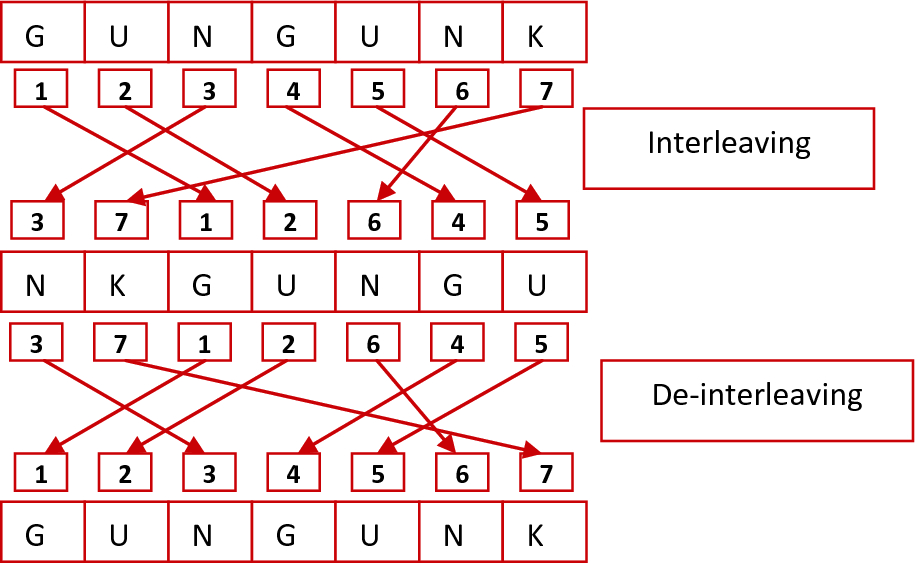 G U N G U N K
1 2 3 4 5 6 7
Interleaving
3 7 1 2 6 4 5
N K G U N G U
3 7 1 2 6 4 5
De-interleaving
1 2 3 4 5 6 7
G U N G U N K